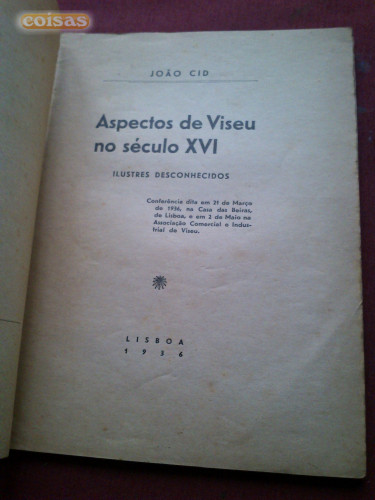 coisas
JOÃO CID
Aspectos de Viseu
no século XVI
ILUSTRES DESCONHECIDOS
Conferência dita em 21 de Março
de 1936, na Casa das Beiras,
de Lisboa, e em 3 de Maio na
Associação Comercial e Indus-
trial de Viseu.
LISBOA
1936